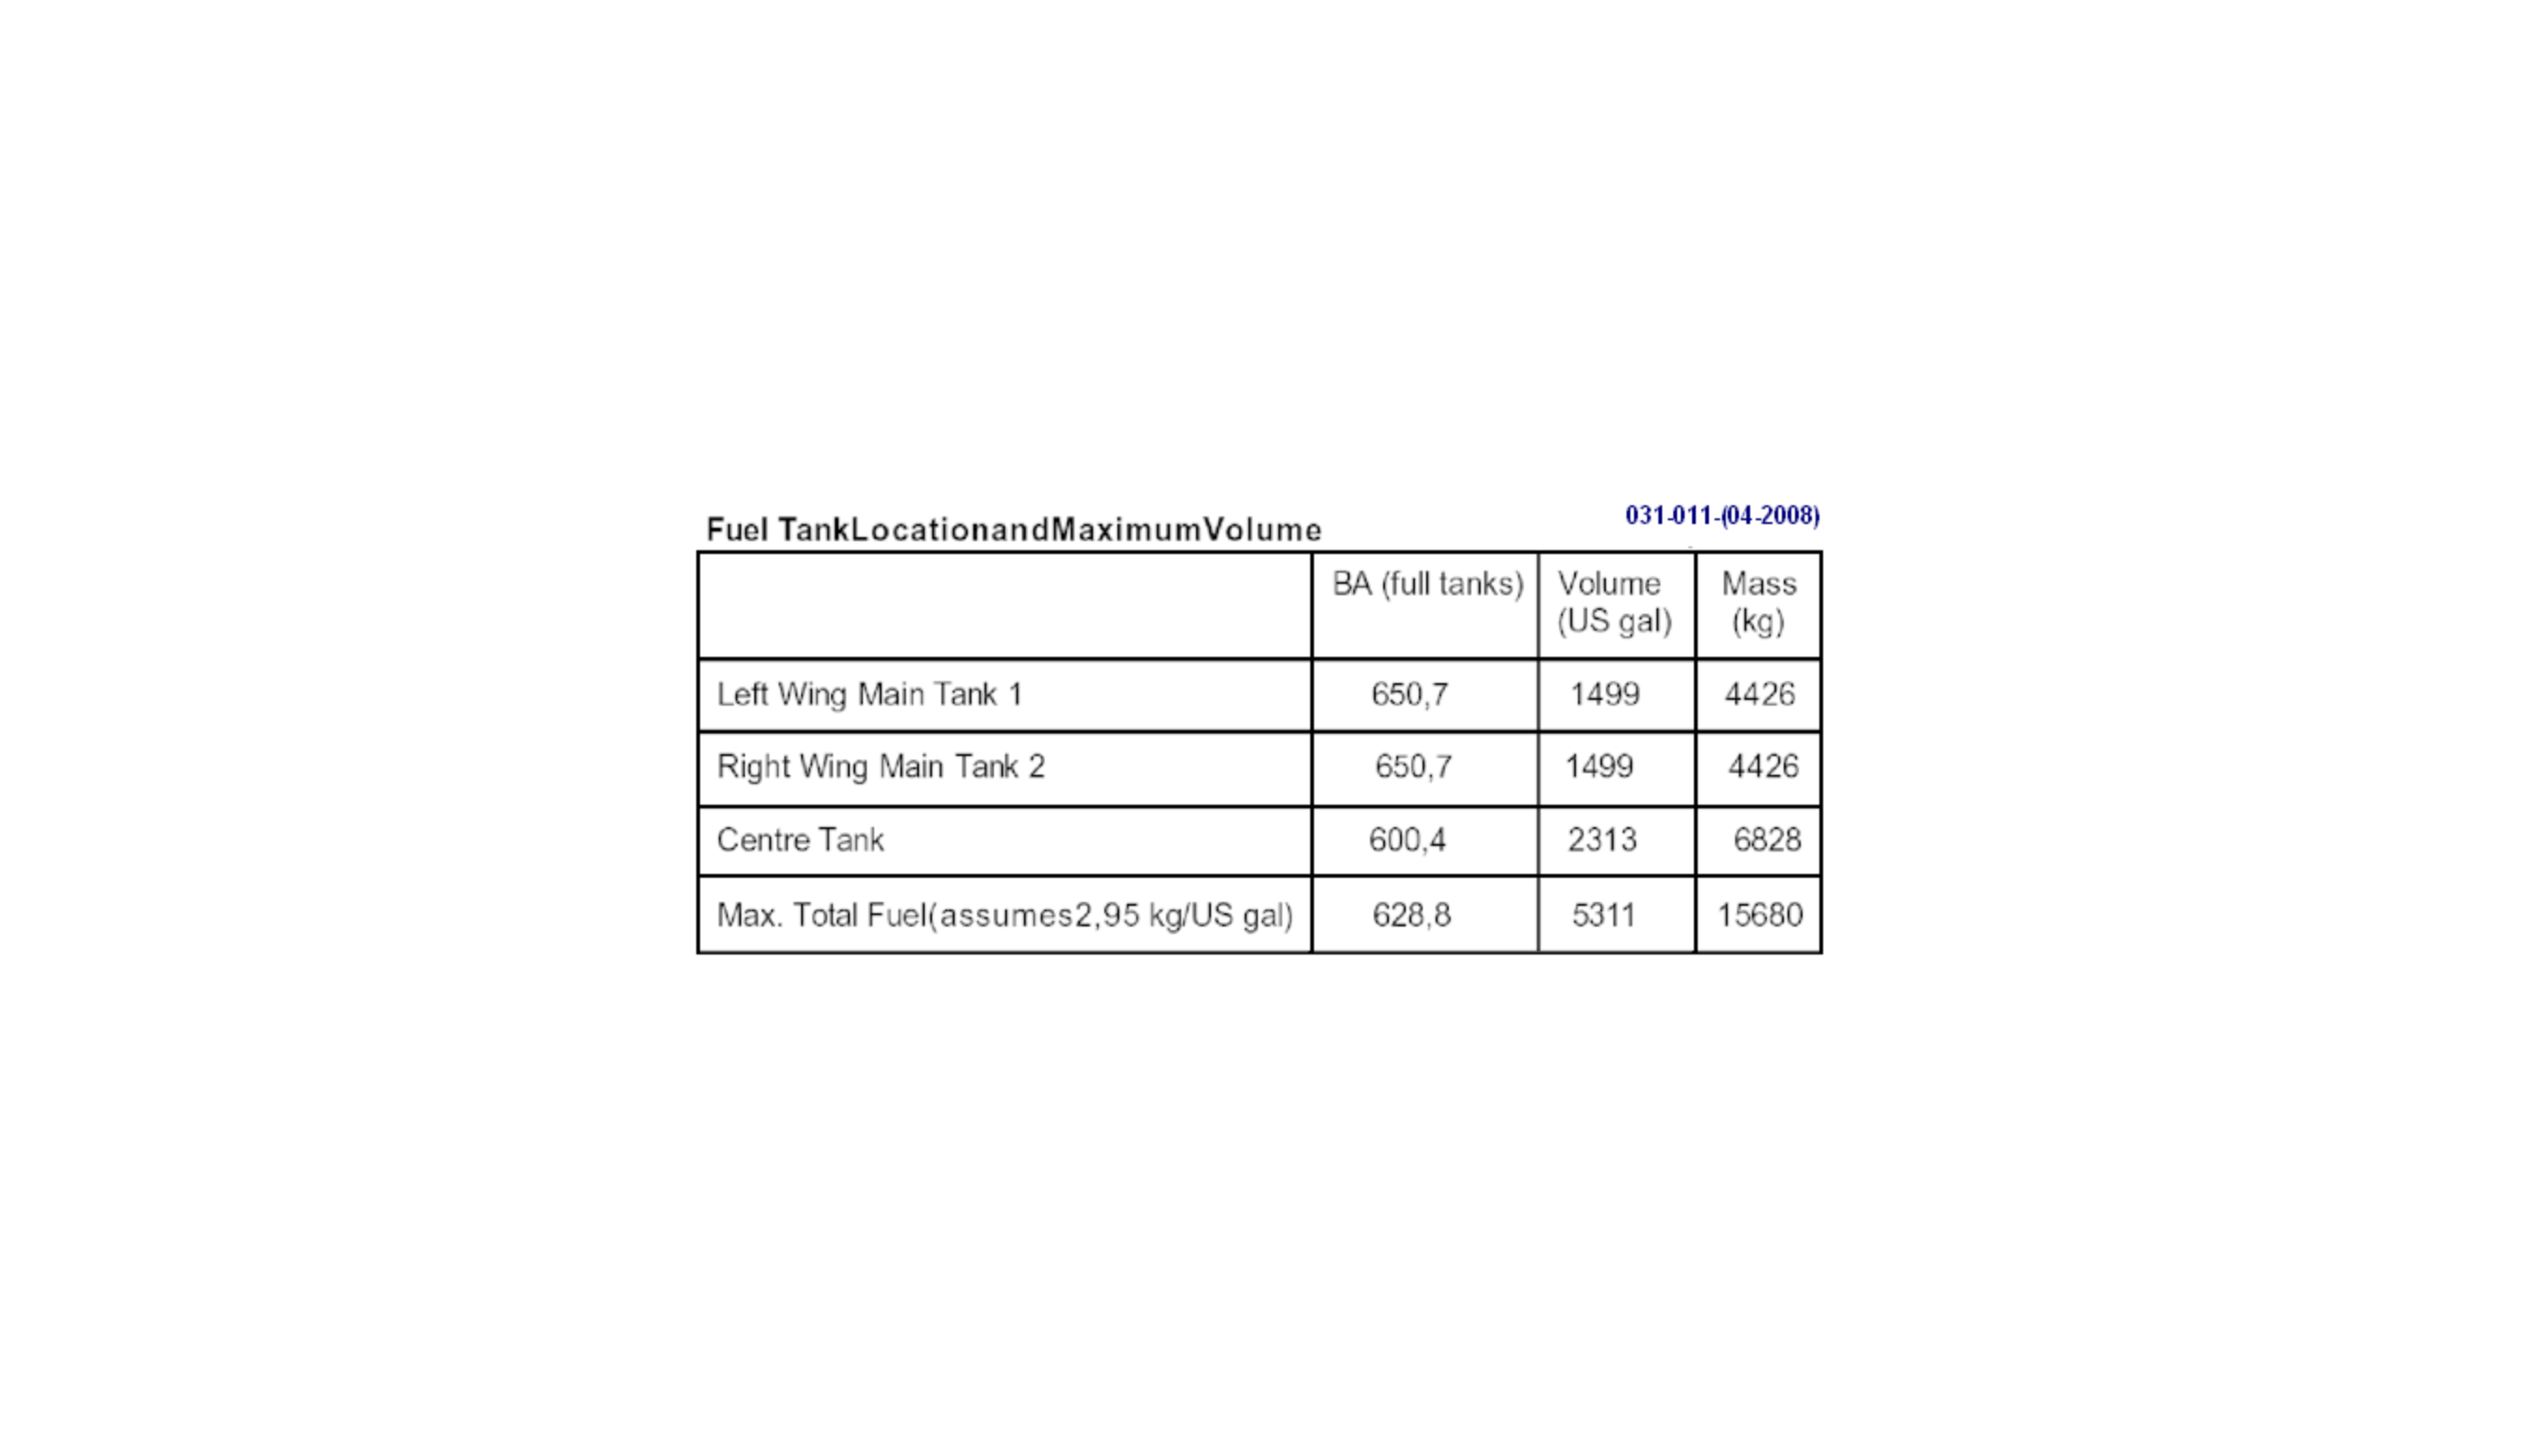 031-011-(04-2008)
Fuel TankLocationandMaximumVolume
BA (full tanks) Volume (US gal) Mass (kg)
Left Wing Main Tank 1 650,7 1499 4426
Right Wing Main Tank 2 650,7 1499 4426
Centre Tank 600,4 2313 6828
Max. Total Fuel(assumes2,95 kg/US gal) 628,8 5311 15680